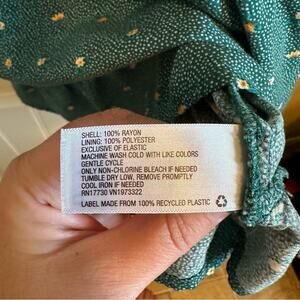 SHELL: 100% RAYON
LINING: 100% POLYESTER
EXCLUSIVE OF ELASTIC
MACHINE WASH COLD WITH LIKE COLORS
GENTLE CYCLE
ONLY NON-CHLORINE BLEACH IF NEEDED
TUMBLE DRY LOW, REMOVE PROMPTLY
COOL IRON IF NEEDED
RN17730 VN1973322
LABEL MADE FROM 100% RECYCLED PLASTIC